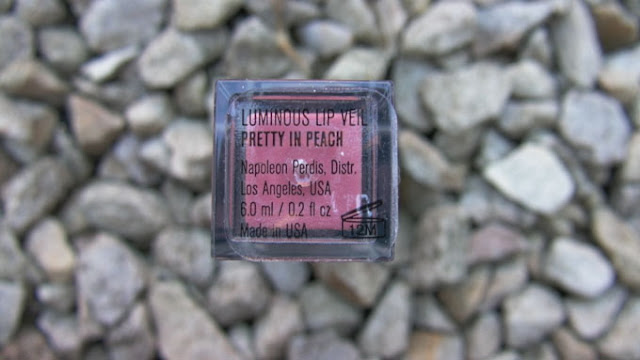 LUMINOUS LIP VEIL
PRETTY IN PEACH
Napoleon Perdis, Distr.
Los Angeles, USA
6.0 ml / 0.2 fl oz
Made in USA
12M